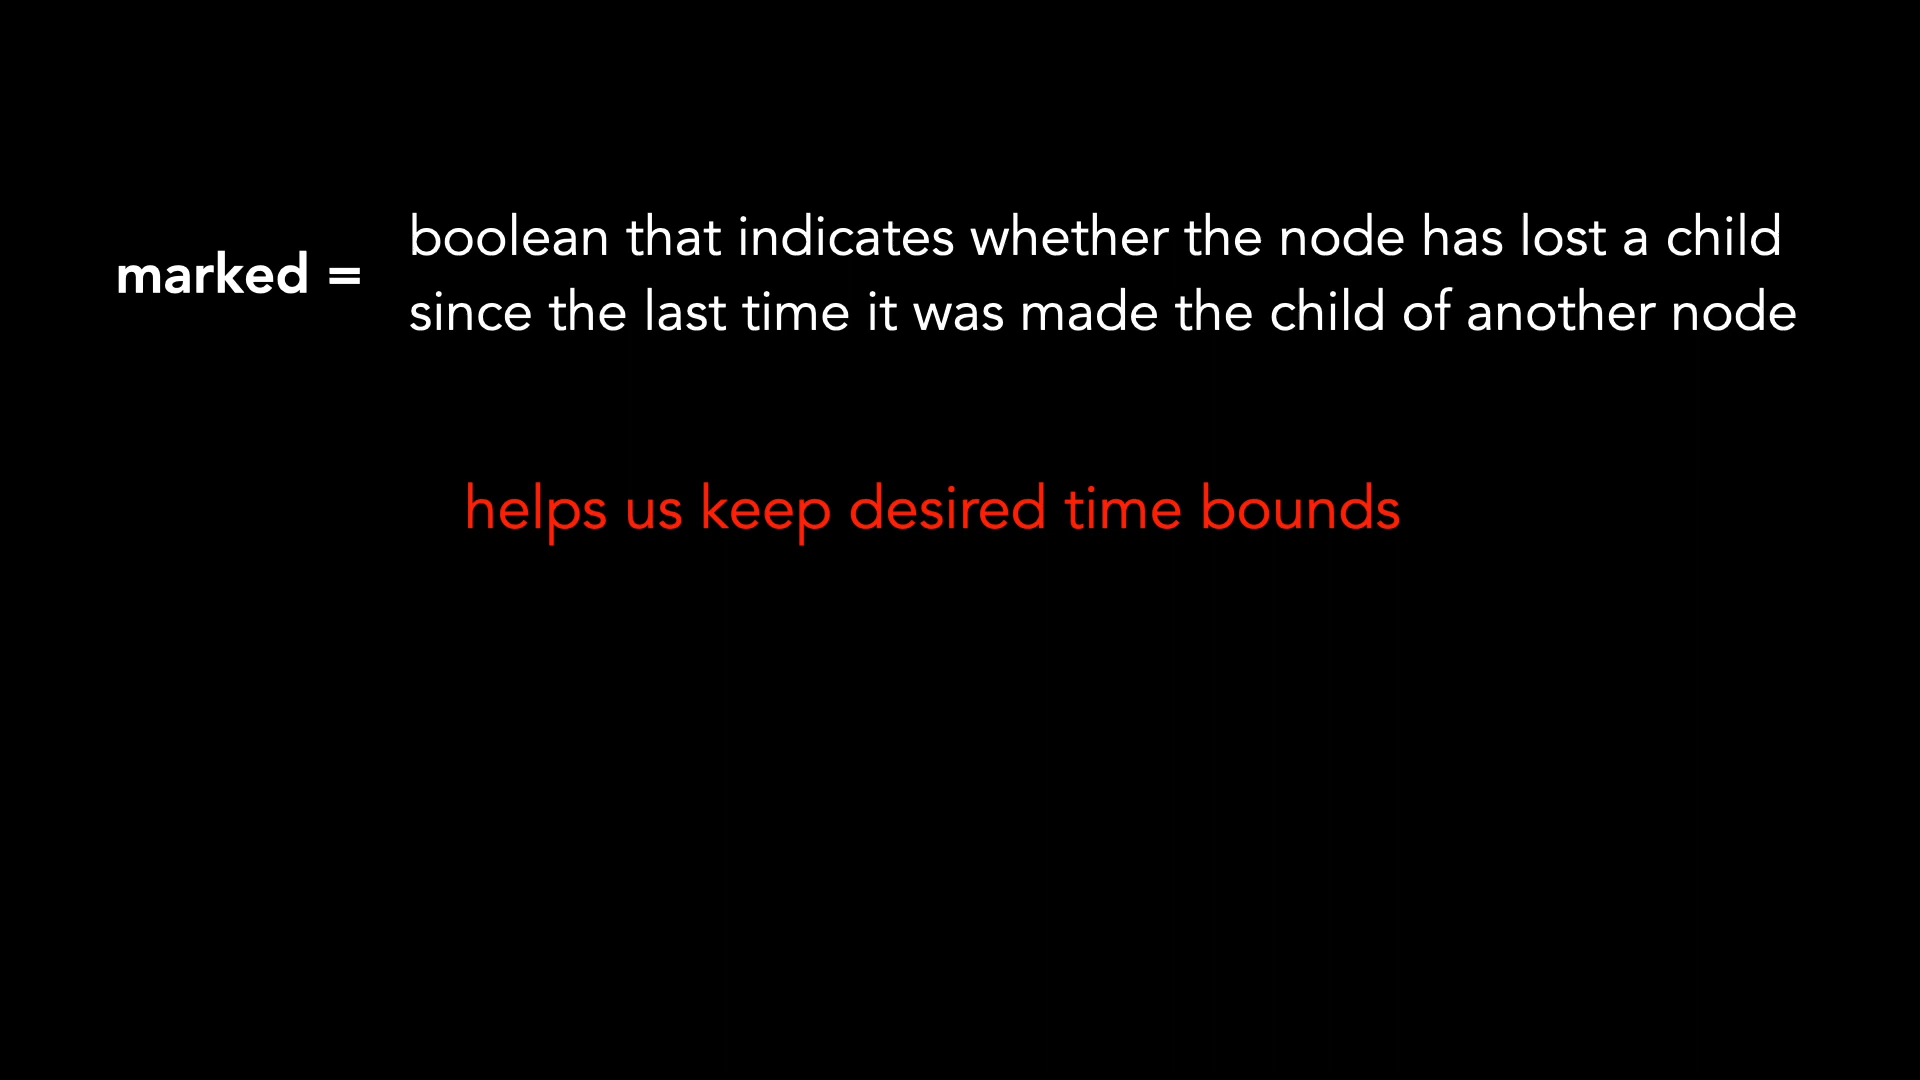 marked =
boolean that indicates whether the node has lost a child
since the last time it was made the child of another node
helps us keep desired time bounds